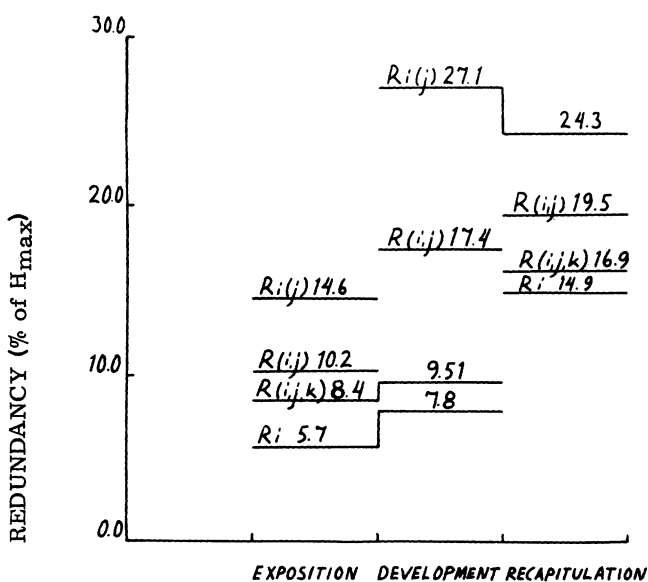 30.0
Ri(j) 27.1
24.3
20.0
R(i,j) 19.5
R(i,j) 17.4
R(i,j,k) 16.9
Ri 14.9
Ri(j) 14.6
10.0
R(i,j) 10.2
9.51
R(i,j,k) 8.4
7.8
Ri 5.7
0.0
REDUNDANCY (% of Hmax)
EXPOSITION DEVELOPMENT RECAPITULATION